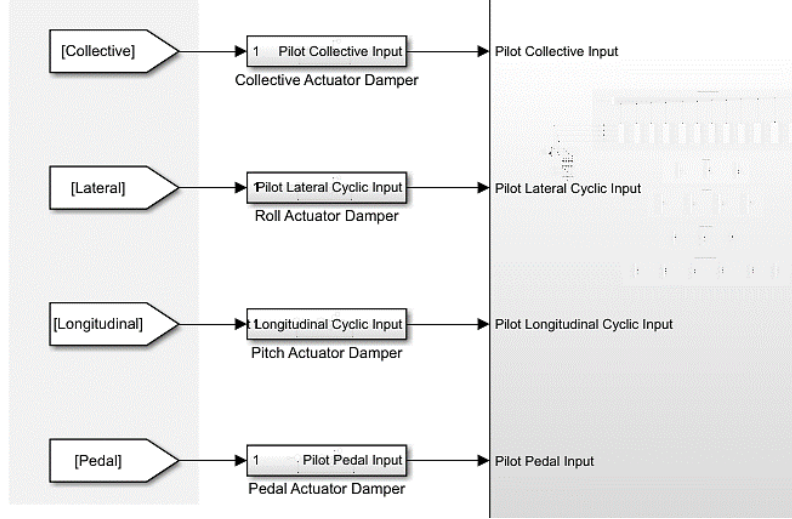 [Collective]
1 Pilot Collective Input
Pilot Collective Input
Collective Actuator Damper
[Lateral]
1 Pilot Lateral Cyclic Input
Pilot Lateral Cyclic Input
Roll Actuator Damper
[Longitudinal]
t 1 Longitudinal Cyclic Input
Pilot Longitudinal Cyclic Input
Pitch Actuator Damper
[Pedal]
1 Pilot Pedal Input
Pilot Pedal Input
Pedal Actuator Damper